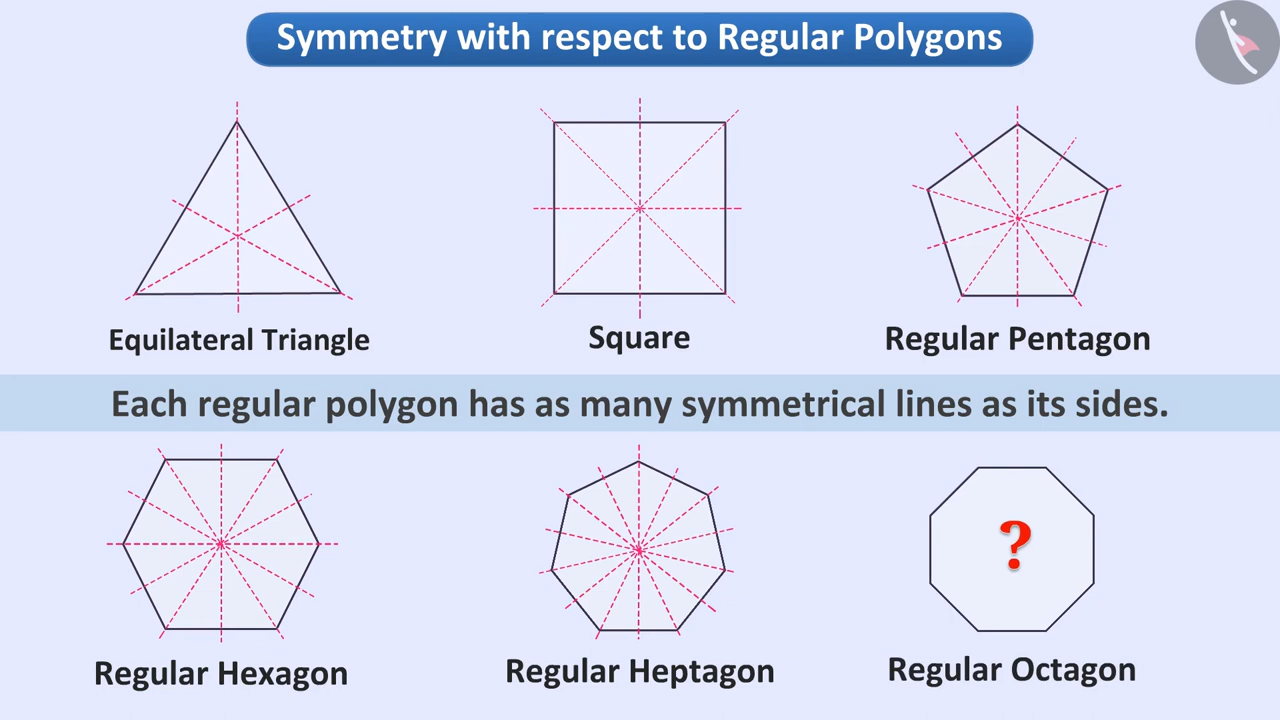 Symmetry with respect to Regular Polygons
Equilateral Triangle
Square
Regular Pentagon
Each regular polygon has as many symmetrical lines as its sides.
?
Regular Hexagon
Regular Heptagon
Regular Octagon